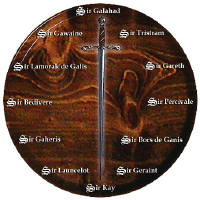 Sir Galahad
Sir Gawaine
Sir Tristram
Sir Lamorak de Galis
Sir Gareth
Sir Bedivere
Sir Percivale
Sir Gaheris
Sir Bors de Ganis
Sir Launcelot
Sir Geraint
Sir Kay